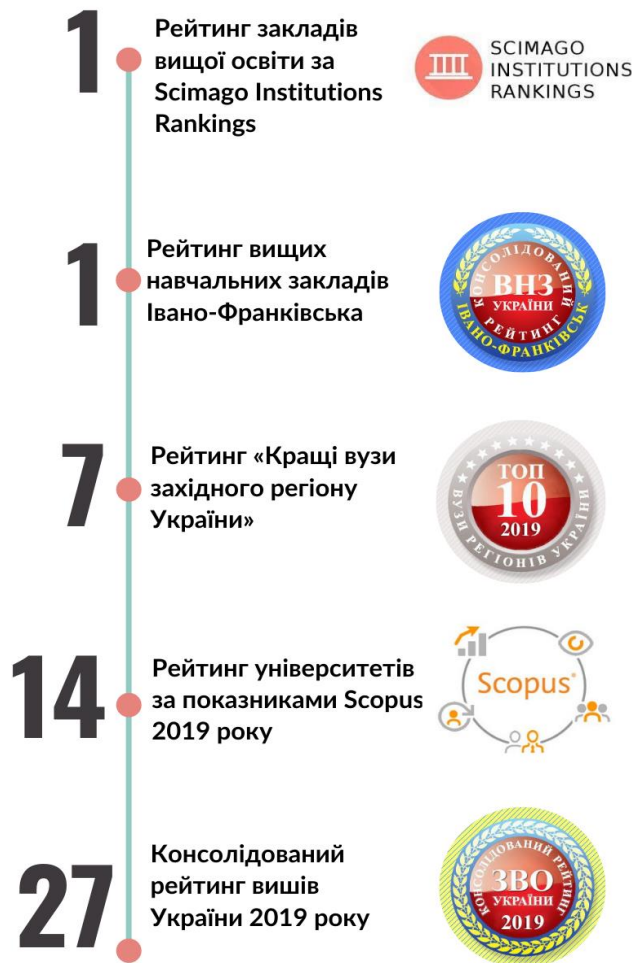 1
Рейтинг закладів
вищої освіти за
Scimago Institutions
Rankings
SCIMAGO
INSTITUTIONS
RANKINGS
1
Рейтинг вищих
навчальних закладів
Івано-Франківська
КОНСОЛІДОВАНИЙ
ВНЗ
УКРАЇНИ
РЕЙТИНГ
ІВАНО-ФРАНКІВСЬК
7
Рейтинг «Кращі вузи
західного регіону
України»
ТОП
10
2019
ВУЗИ РЕГІОНІВ УКРАЇНИ
14
Рейтинг університетів
за показниками Scopus
2019 року
Scopus®
27
Консолідований
рейтинг вишів
України 2019 року
КОНСОЛІДОВАНИЙ РЕЙТИНГ
ЗВО
УКРАЇНИ
2019